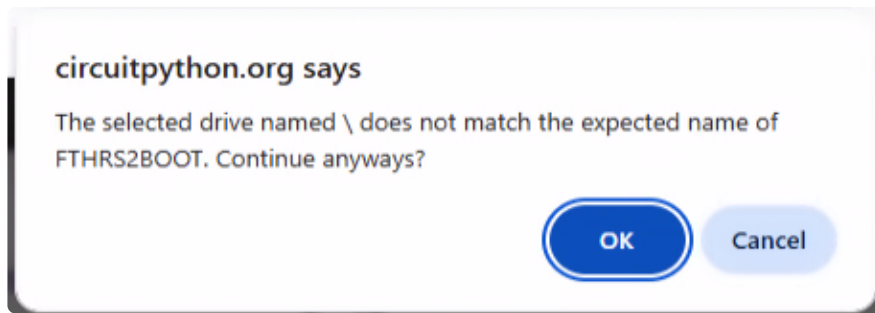 circuitpython.org says
The selected drive named \ does not match the expected name of
FTHRS2BOOT. Continue anyways?
OK
Cancel